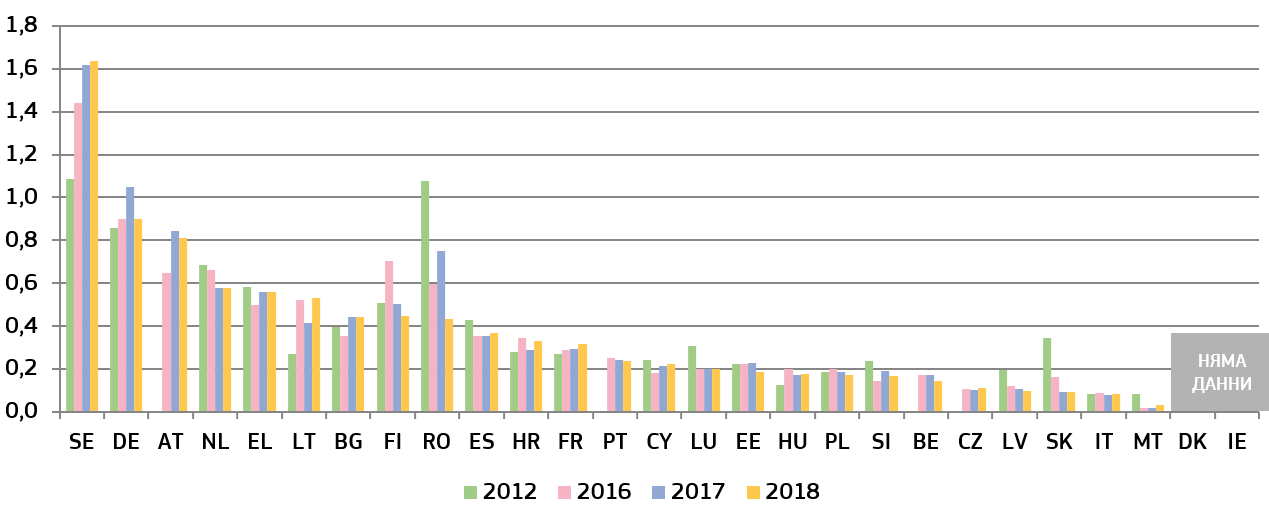 1,8
1,6
1,4
1,2
1,0
0,8
0,6
0,4
0,2
0,0
НЯМА
ДАННИ
SE DE AT NL EL LT BG FI RO ES HR FR PT CY LU EE HU PL SI BE CZ LV SK IT MT DK IE
2012 2016 2017 2018